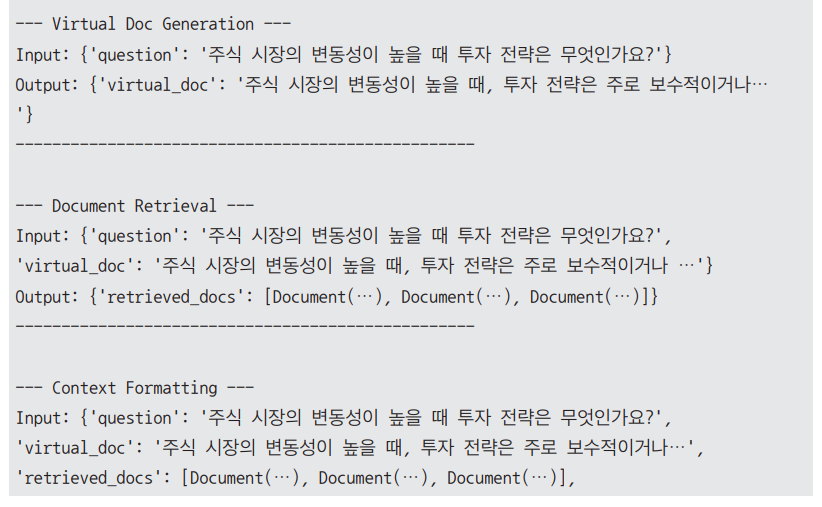 --- Virtual Doc Generation ---
Input: {'question': '주식 시장의 변동성이 높을 때 투자 전략은 무엇인가요?'}
Output: {'virtual_doc': '주식 시장의 변동성이 높을 때, 투자 전략은 주로 보수적이거나…
'}
--------------------------------------------------
--- Document Retrieval ---
Input: {'question': '주식 시장의 변동성이 높을 때 투자 전략은 무엇인가요?',
'virtual_doc': '주식 시장의 변동성이 높을 때, 투자 전략은 주로 보수적이거나 …'}
Output: {'retrieved_docs': [Document(…), Document(…), Document(…)]}
--------------------------------------------------
--- Context Formatting ---
Input: {'question': '주식 시장의 변동성이 높을 때 투자 전략은 무엇인가요?',
'virtual_doc': '주식 시장의 변동성이 높을 때, 투자 전략은 주로 보수적이거나…',
'retrieved_docs': [Document(…), Document(…), Document(…)],